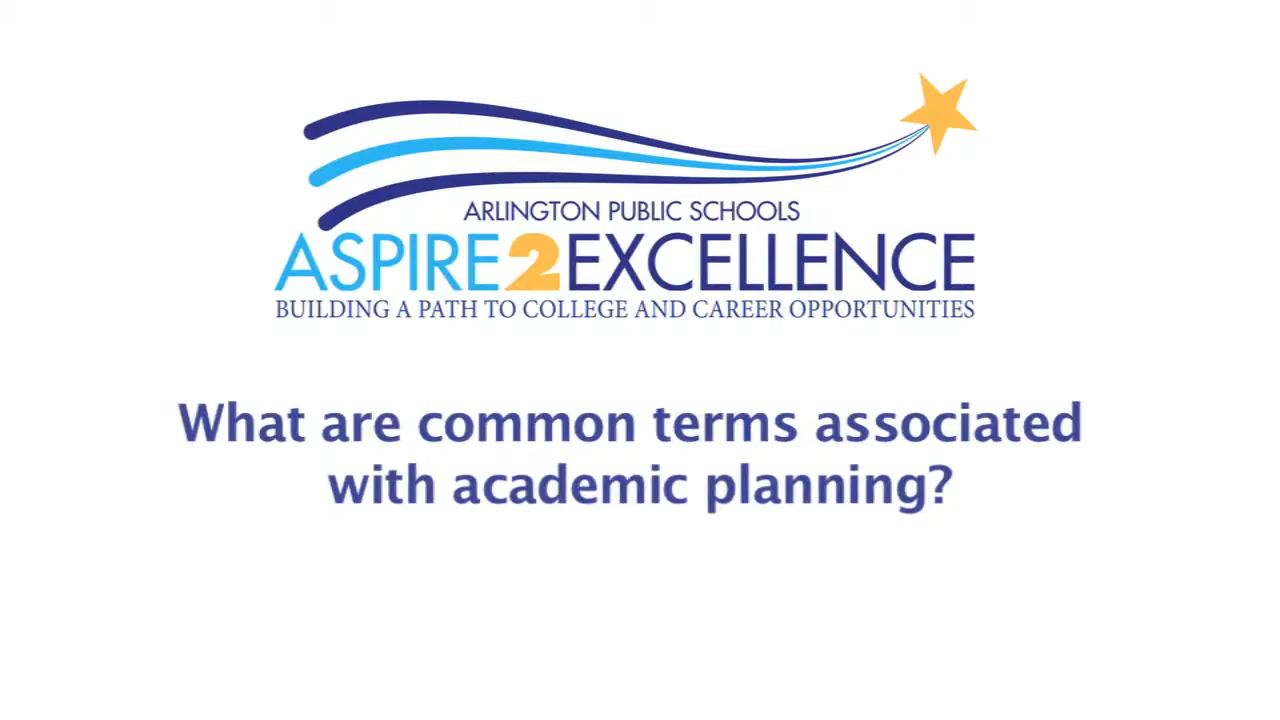 ARLINGTON PUBLIC SCHOOLS
ASPIRE2EXCELLENCE
BUILDING A PATH TO COLLEGE AND CAREER OPPORTUNITIES
What are common terms associated
with academic planning?